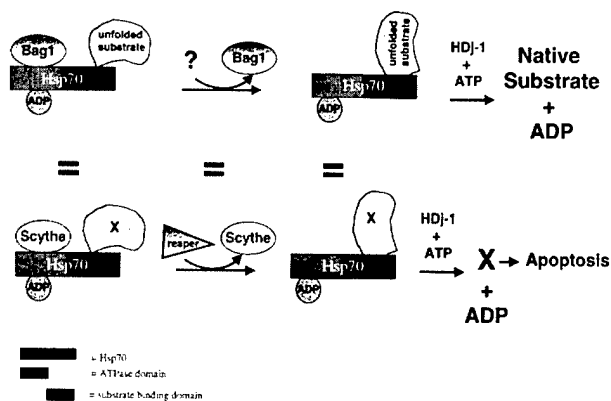 Bag1
unfolded
substrate
Hsp70
ADP
?
Bag1
unfolded
substrate
Hsp70
ADP
HDj-1
+
ATP
Native
Substrate
+
ADP
=
=
=
Scythe
X
Hsp70
ADP
reaper
Scythe
X
Hsp70
ADP
HDj-1
+
ATP
X → Apoptosis
+
ADP
= Hsp70
= ATPase domain
= substrate binding domain